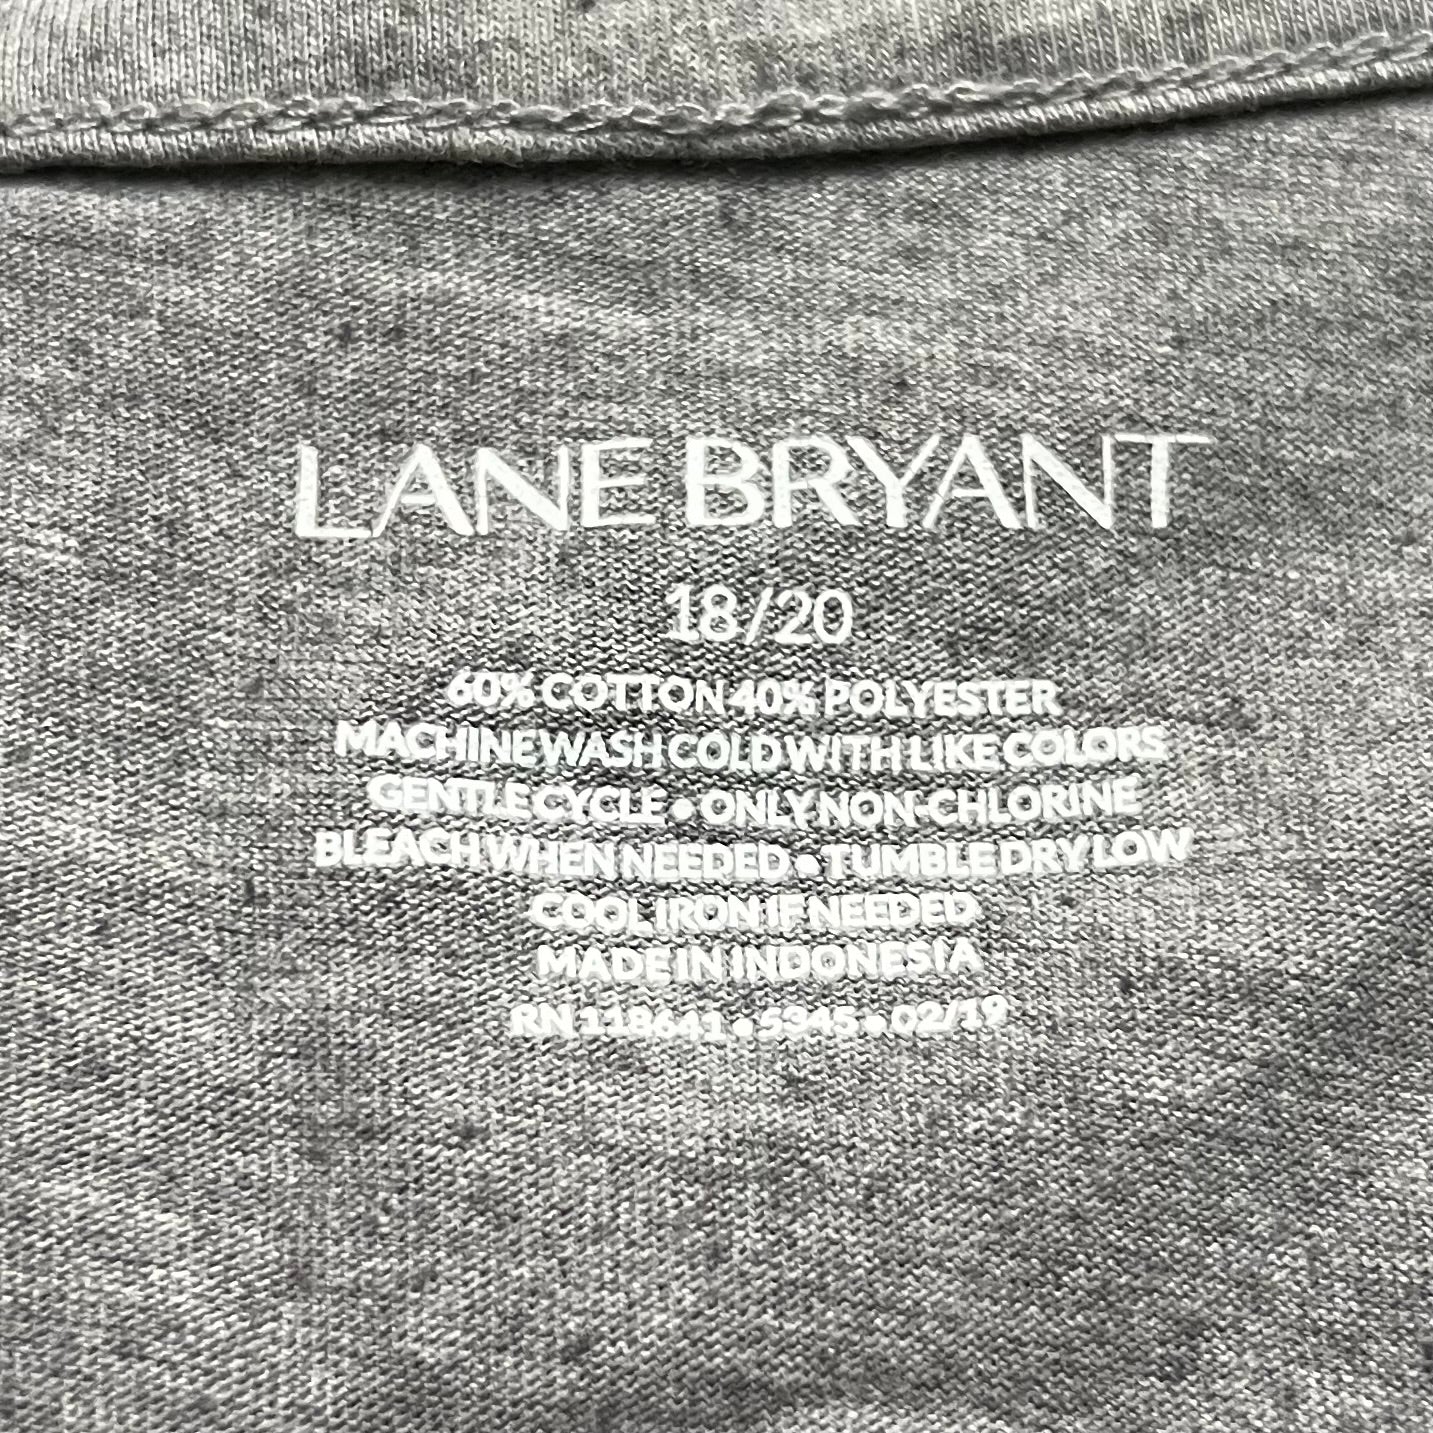 LANE BRYANT
18/20
60% COTTON 40% POLYESTER
MACHINE WASH COLD WITH LIKE COLORS
GENTLE CYCLE • ONLY NON-CHLORINE
BLEACH WHEN NEEDED • TUMBLE DRY LOW
COOL IRON IF NEEDED
MADE IN INDONESIA
RN 118641 • 5345 • 02/19